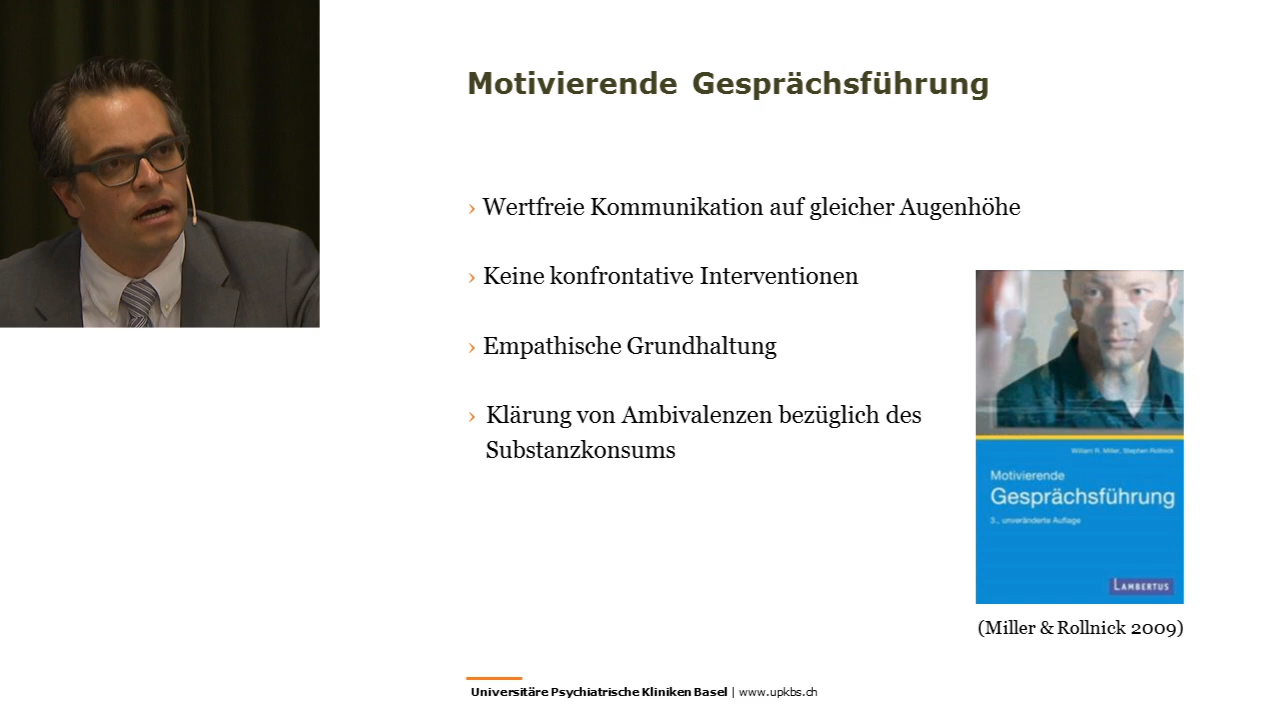 Motivierende Gesprächsführung
› Wertfreie Kommunikation auf gleicher Augenhöhe
› Keine konfrontative Interventionen
› Empathische Grundhaltung
› Klärung von Ambivalenzen bezüglich des
Substanzkonsums
William R. Miller, Stephen Rollnick
Motivierende
Gesprächsführung
3., unveränderte Auflage
LAMBERTUS
(Miller & Rollnick 2009)
Universitäre Psychiatrische Kliniken Basel | www.upkbs.ch